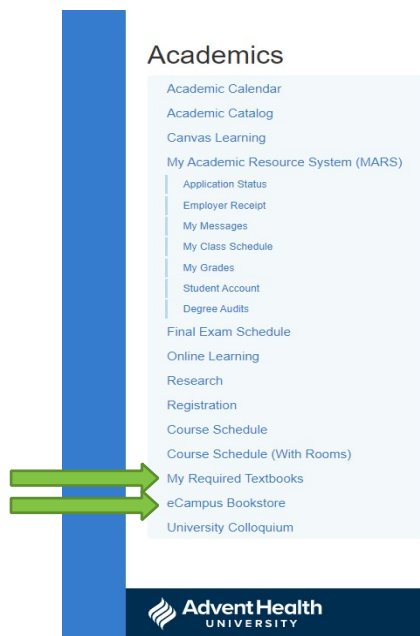 Academics
Academic Calendar
Academic Catalog
Canvas Learning
My Academic Resource System (MARS)
Application Status
Employer Receipt
My Messages
My Class Schedule
My Grades
Student Account
Degree Audits
Final Exam Schedule
Online Learning
Research
Registration
Course Schedule
Course Schedule (With Rooms)
My Required Textbooks
eCampus Bookstore
University Colloquium
AdventHealth
UNIVERSITY